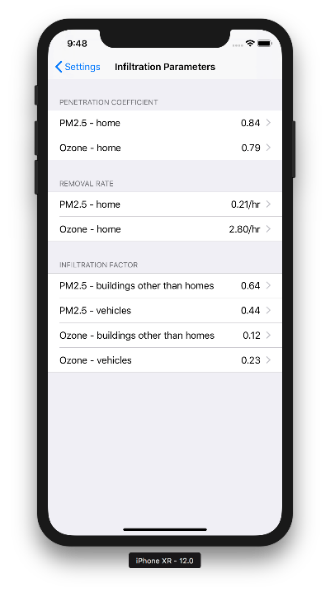 9:48
Settings
Infiltration Parameters
PENETRATION COEFFICIENT
PM2.5 - home 0.84
Ozone - home 0.79
REMOVAL RATE
PM2.5 - home 0.21/hr
Ozone - home 2.80/hr
INFILTRATION FACTOR
PM2.5 - buildings other than homes 0.64
PM2.5 - vehicles 0.44
Ozone - buildings other than homes 0.12
Ozone - vehicles 0.23
iPhone XR - 12.0